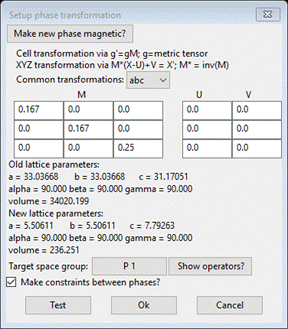 Setup phase transformation
Make new phase magnetic?
Cell transformation via g'=gM; g=metric tensor
XYZ transformation via M*(X-U)+V = X'; M* = inv(M)
Common transformations: abc
M U V
0.167 0.0 0.0 0.0 0.0
0.0 0.167 0.0 0.0 0.0
0.0 0.0 0.25 0.0 0.0
Old lattice parameters:
a = 33.03668 b = 33.03668 c = 31.17051
alpha = 90.000 beta = 90.000 gamma = 90.000
volume = 34020.199
New lattice parameters:
a = 5.50611 b = 5.50611 c = 7.79263
alpha = 90.000 beta = 90.000 gamma = 90.000
volume = 236.251
Target space group: P 1 Show operators?
Make constraints between phases?
Test Ok Cancel